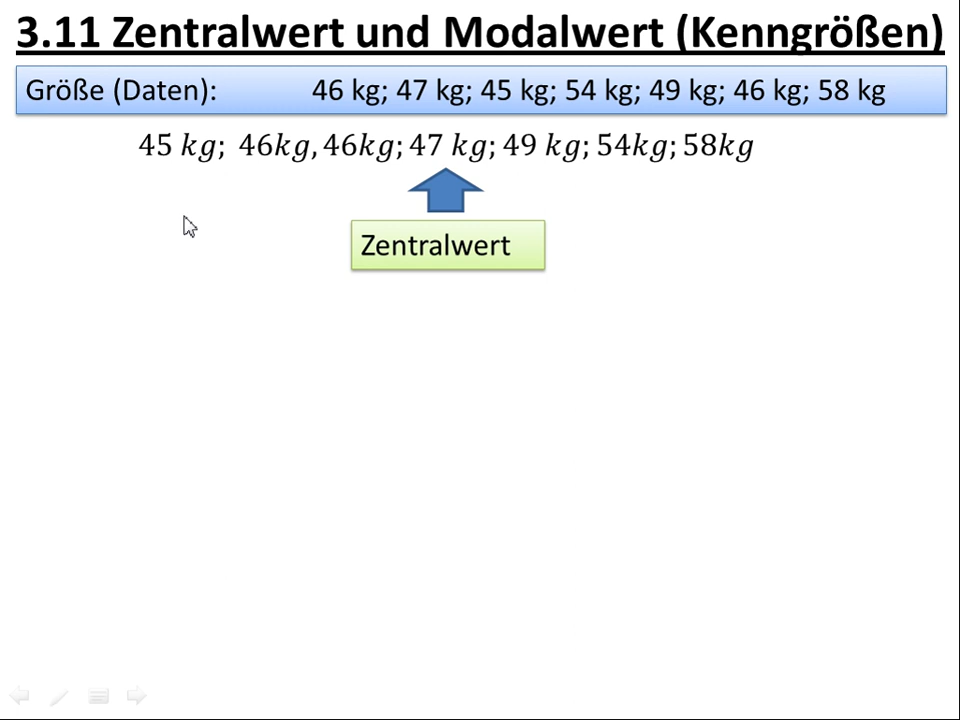 3.11 Zentralwert und Modalwert (Kenngrößen)
Größe (Daten): 46 kg; 47 kg; 45 kg; 54 kg; 49 kg; 46 kg; 58 kg
45 kg; 46kg, 46kg; 47 kg; 49 kg; 54kg; 58kg
Zentralwert